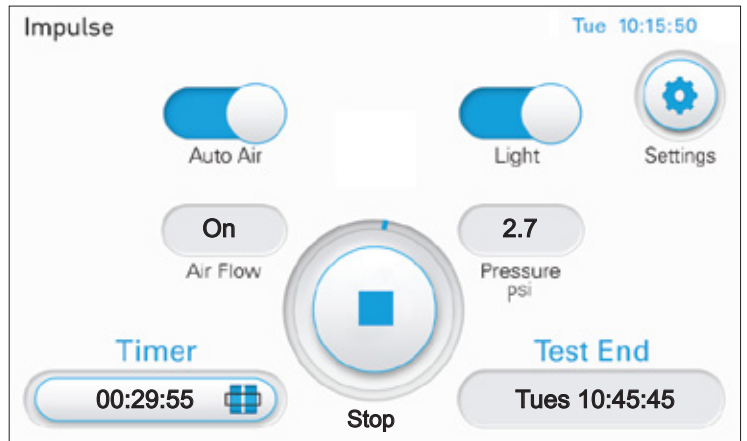 Impulse
Tue 10:15:50
Auto Air
Light
Settings
On
2.7
Air Flow
Pressure
psi
Timer
Test End
00:29:55
Tues 10:45:45
Stop